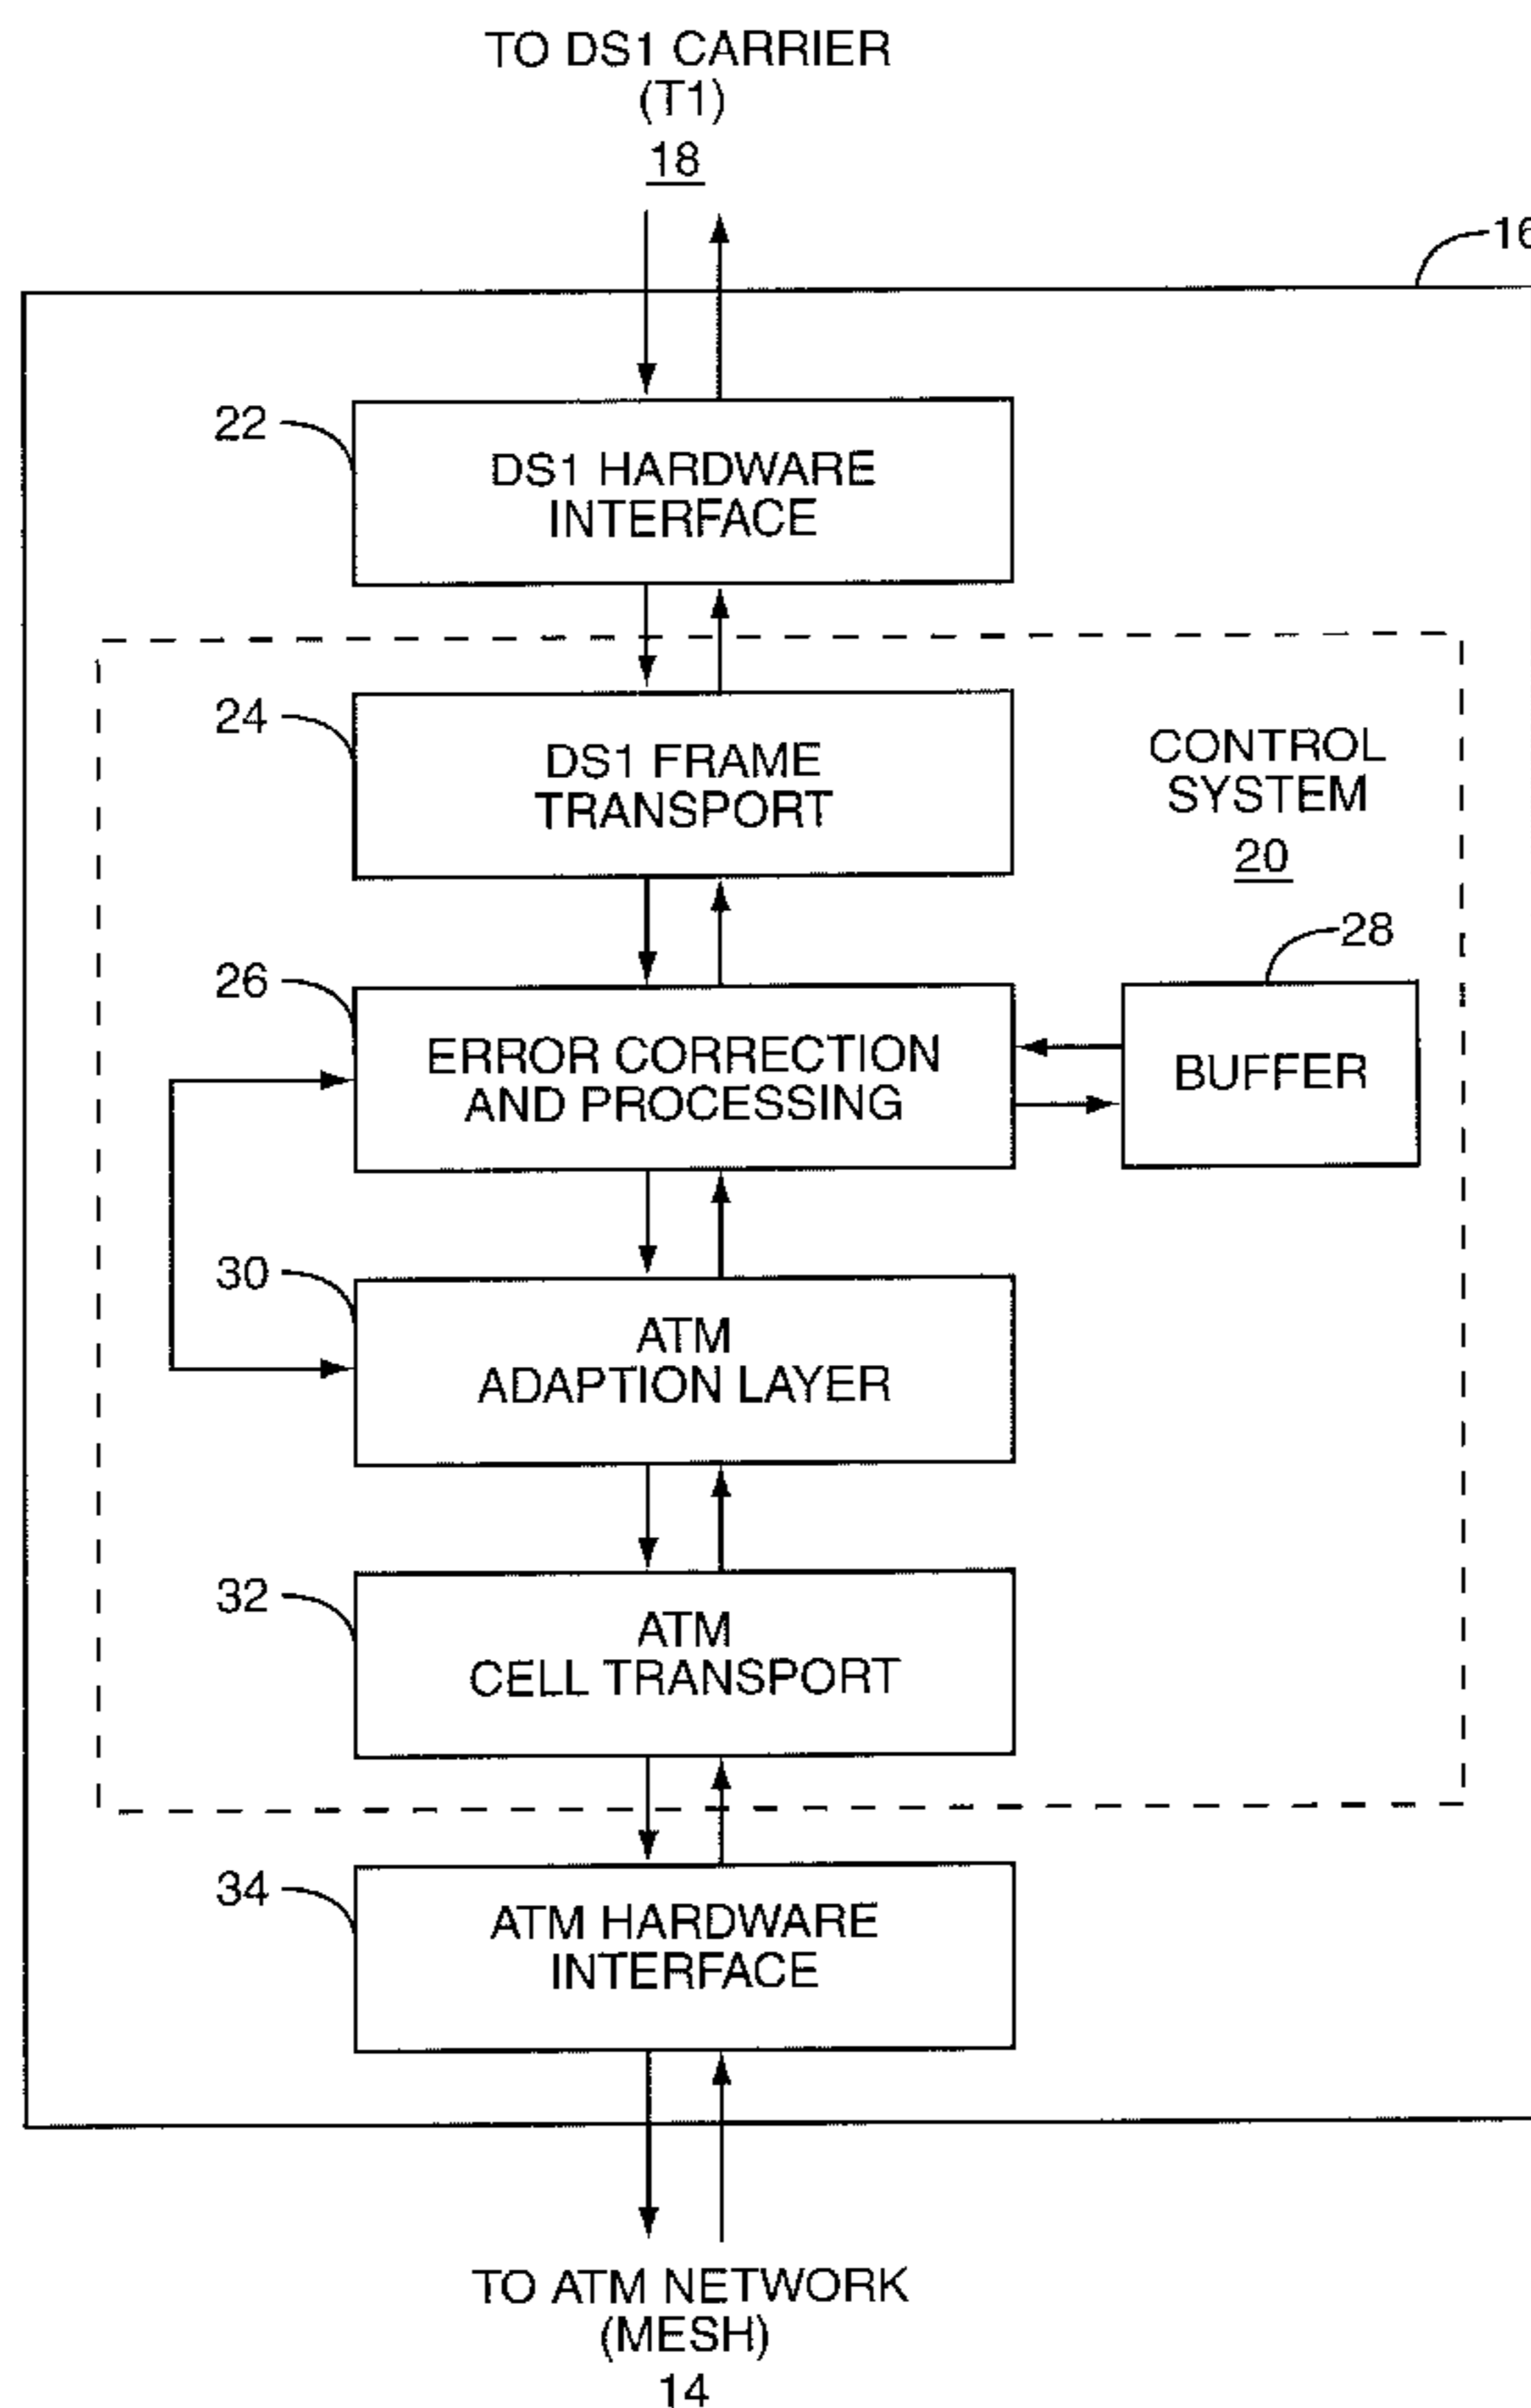 TO DS1 CARRIER
(T1)
18
16
22
DS1 HARDWARE
INTERFACE
24
DS1 FRAME
TRANSPORT
CONTROL
SYSTEM
20
28
26
ERROR CORRECTION
AND PROCESSING
BUFFER
30
ATM
ADAPTION LAYER
32
ATM
CELL TRANSPORT
34
ATM HARDWARE
INTERFACE
TO ATM NETWORK
(MESH)
14